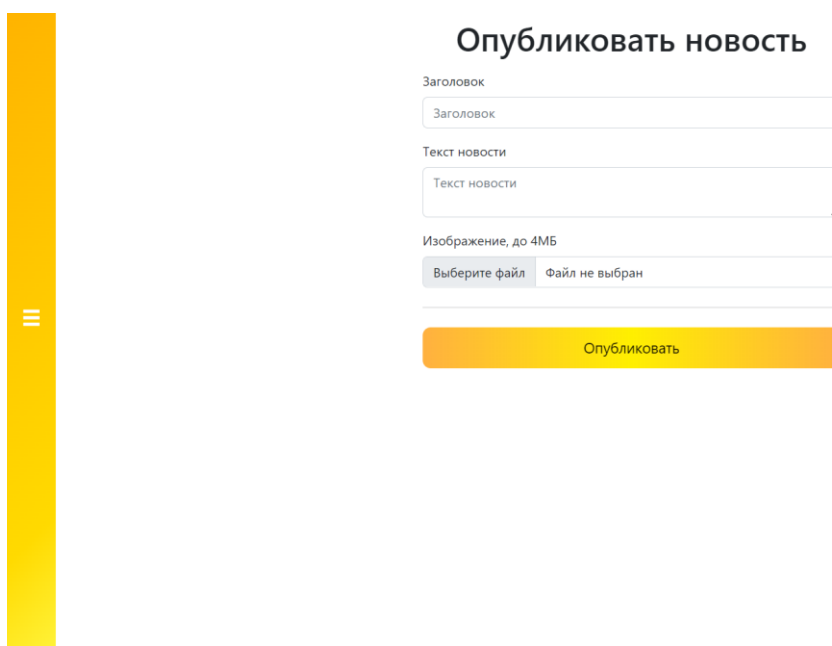 Опубликовать новость
Заголовок
Заголовок
Текст новости
Текст новости
Изображение, до 4МБ
Выберите файл Файл не выбран
Опубликовать